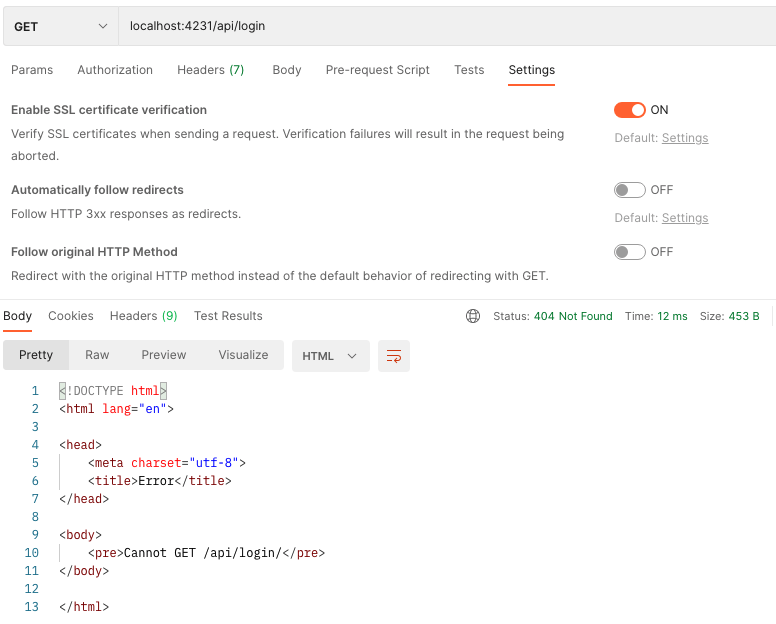 GET localhost:4231/api/login
Params Authorization Headers (7) Body Pre-request Script Tests Settings
Enable SSL certificate verification ON
Verify SSL certificates when sending a request. Verification failures will result in the request being
aborted.
Default: Settings
Automatically follow redirects OFF
Follow HTTP 3xx responses as redirects.
Default: Settings
Follow original HTTP Method OFF
Redirect with the original HTTP method instead of the default behavior of redirecting with GET.
Body Cookies Headers (9) Test Results Status: 404 Not Found Time: 12 ms Size: 453 B
Pretty Raw Preview Visualize HTML
1 <!DOCTYPE html>
2 <html lang="en">
3
4 <head>
5 <meta charset="utf-8">
6 <title>Error</title>
7 </head>
8
9 <body>
10 <pre>Cannot GET /api/login/</pre>
11 </body>
12
13 </html>